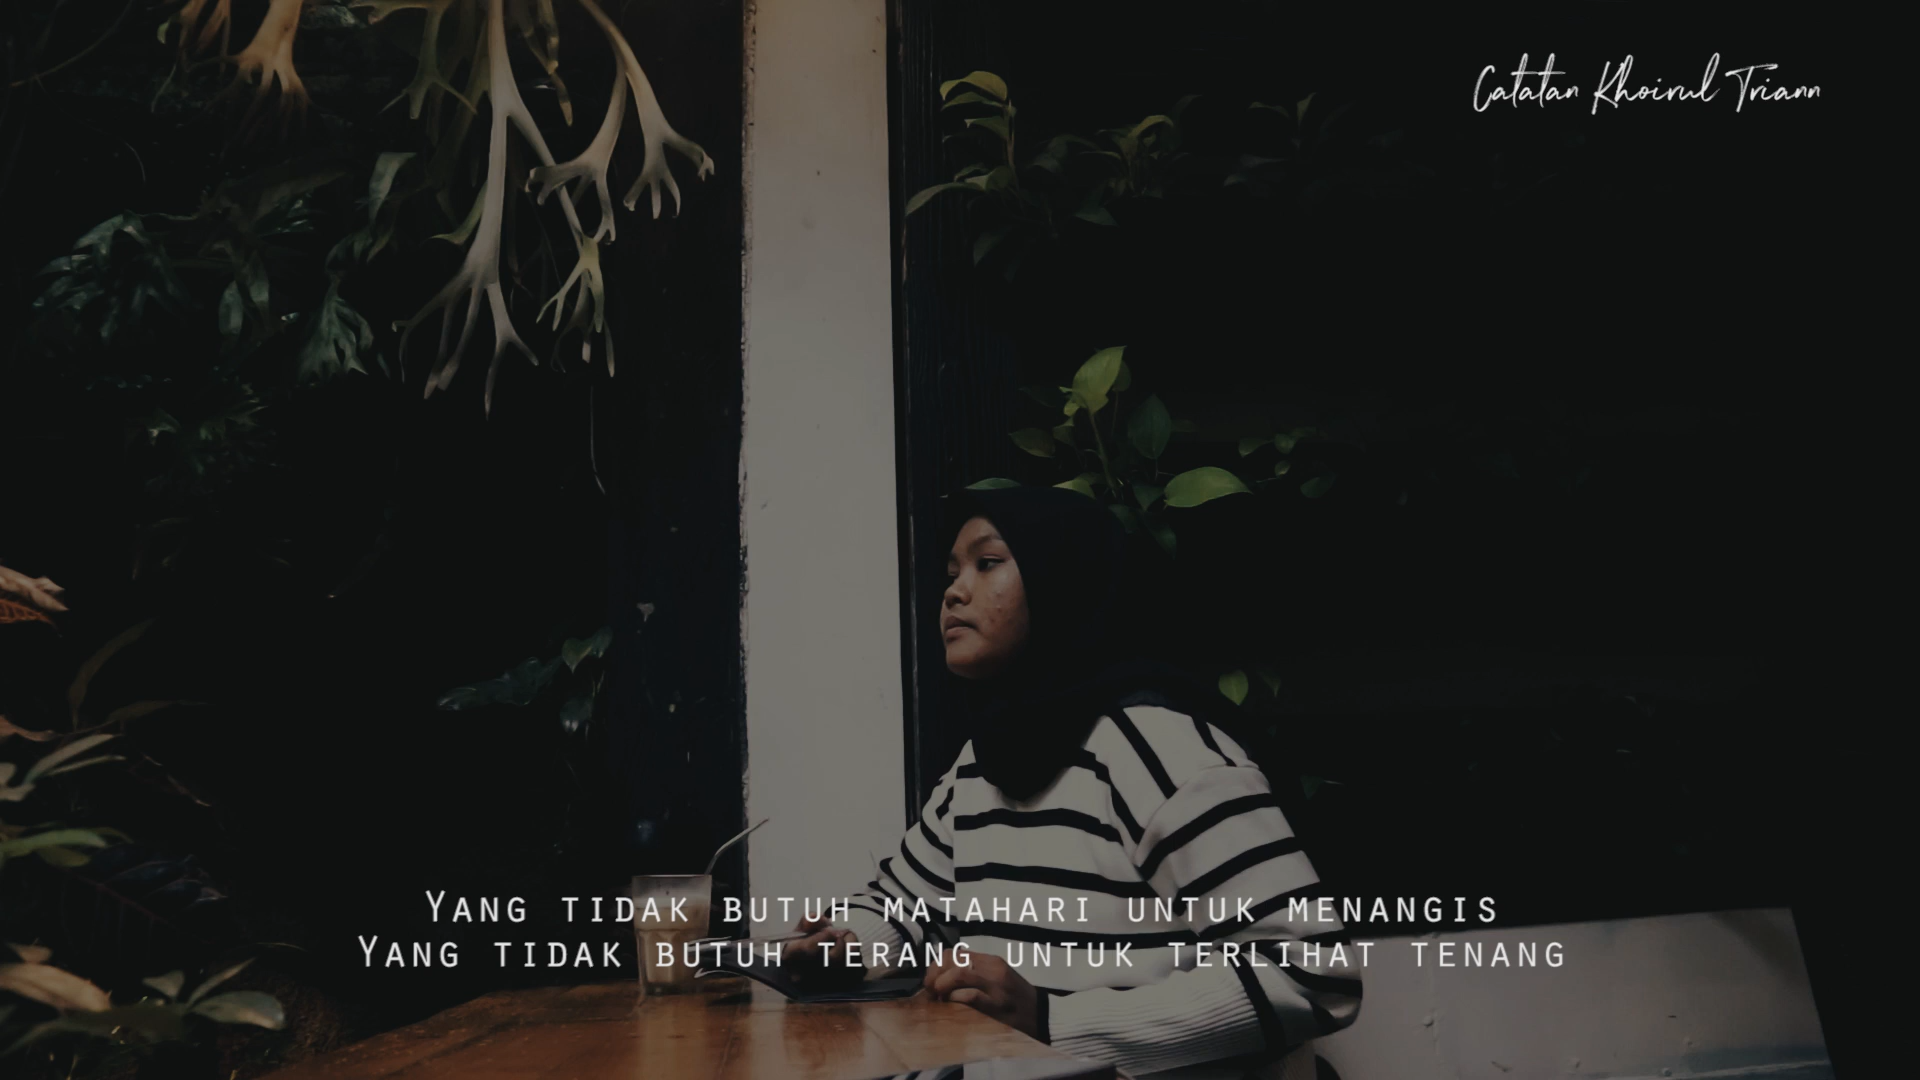 Catatan Khoirul Triann
Yang tidak butuh matahari untuk menangis
Yang tidak butuh terang untuk terlihat tenang